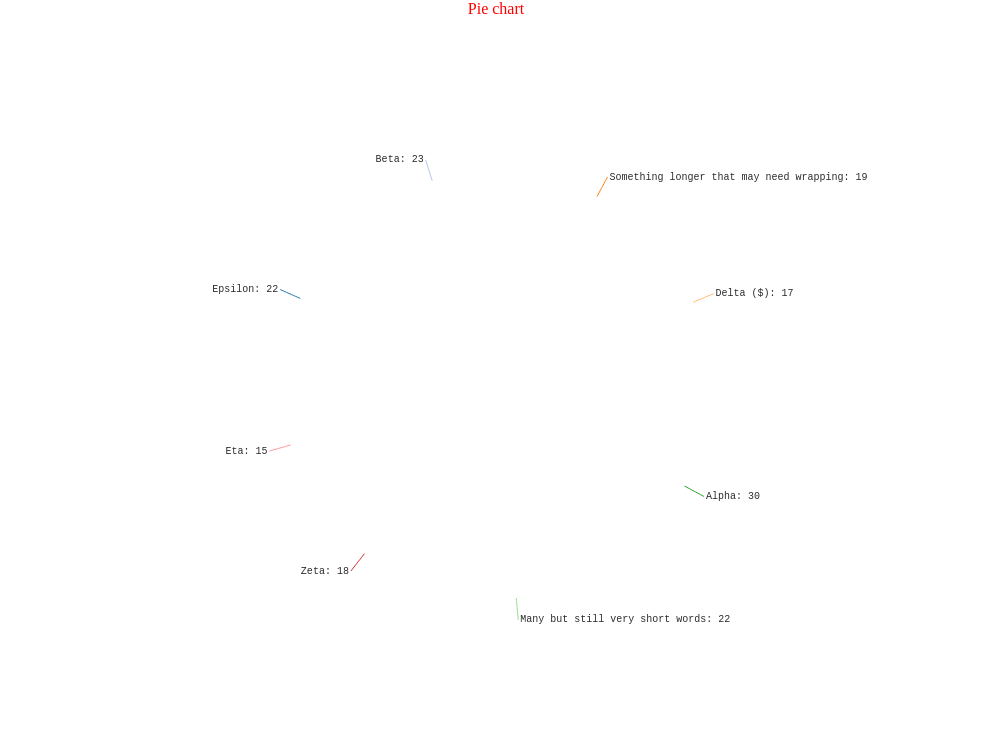 Pie chart
Beta: 23
Something longer that may need wrapping: 19
Epsilon: 22
Delta ($): 17
Eta: 15
Alpha: 30
Zeta: 18
Many but still very short words: 22